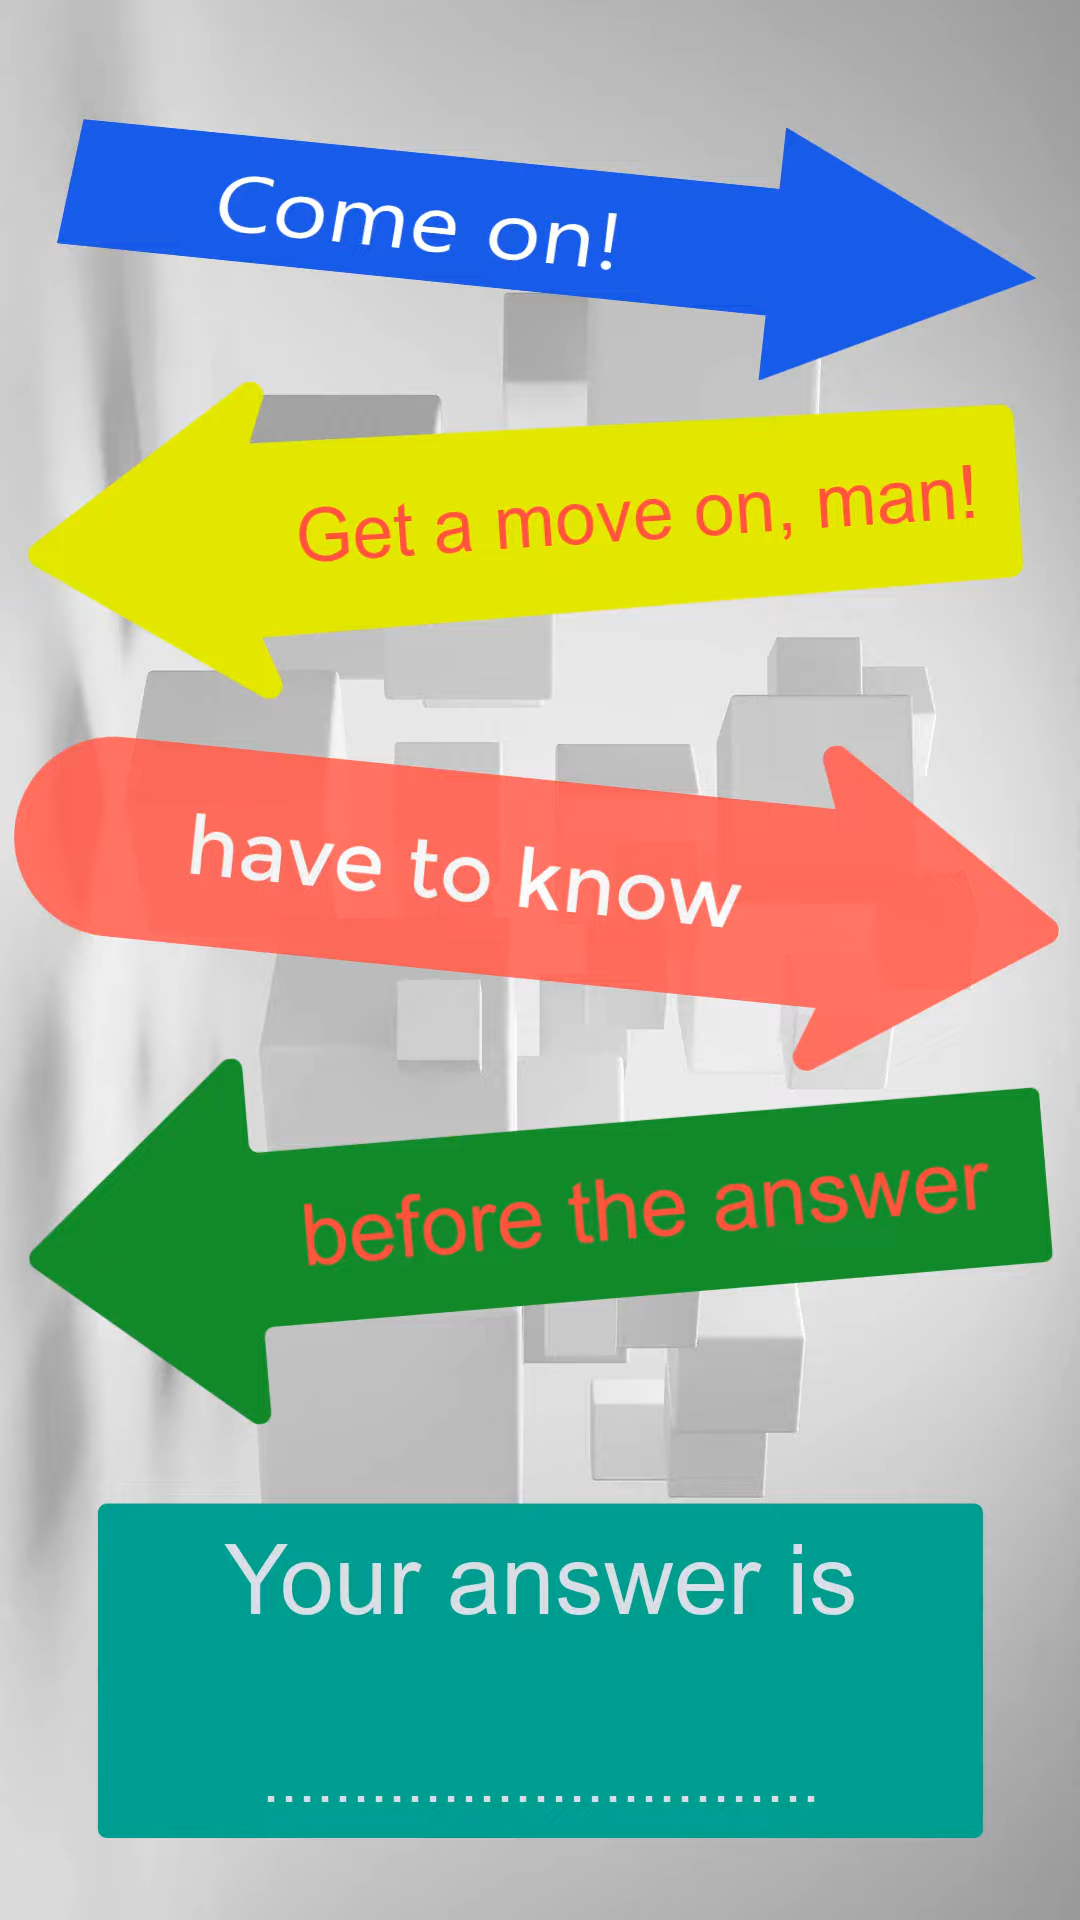 Come on!
Get a move on, man!
have to know
before the answer
Your answer is
...............................